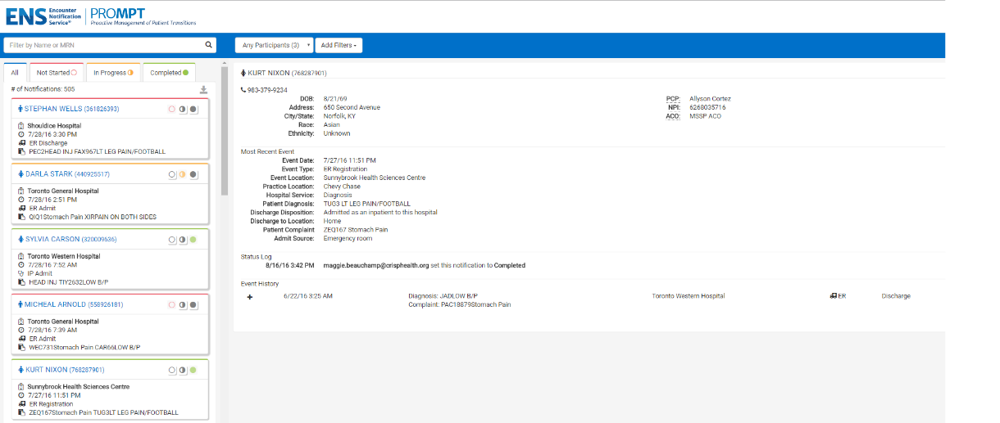 ENS Encounter Notification Service® PROMPT
Proactive Management of Patient Transitions
Filter by Name or MRN
Any Participants (3)
Add Filters
All
Not Started
In Progress
Completed
# of Notifications: 505
STEPHAN WELLS (361826393)
Shouldice Hospital
7/28/16 3:30 PM
ER Discharge
PEC2HEAD INJ FAX967LT LEG PAIN/FOOTBALL
DARLA STARK (440925517)
Toronto General Hospital
7/28/16 2:51 PM
ER Admit
QIQ1Stomach Pain XIRPAIN ON BOTH SIDES
SYLVIA CARSON (320009636)
Toronto Western Hospital
7/28/16 7:52 AM
IP Admit
HEAD INJ TIY2632LOW B/P
MICHEAL ARNOLD (558926181)
Toronto General Hospital
7/28/16 7:39 AM
ER Admit
WEC731Stomach Pain CAR66LOW B/P
KURT NIXON (768287901)
Sunnybrook Health Sciences Centre
7/27/16 11:51 PM
ER Registration
ZEQ167Stomach Pain TUG3LT LEG PAIN/FOOTBALL
KURT NIXON (768287901)
983-379-9234
DOB: 8/21/69 PCP: Allyson Cortez
Address: 650 Second Avenue NPI: 6268035716
City/State: Norfolk, KY ACO: MSSP ACO
Race: Asian
Ethnicity: Unknown
Most Recent Event
Event Date: 7/27/16 11:51 PM
Event Type: ER Registration
Event Location: Sunnybrook Health Sciences Centre
Practice Location: Chevy Chase
Hospital Service: Diagnosis
Patient Diagnosis: TUG3 LT LEG PAIN/FOOTBALL
Discharge Disposition: Admitted as an inpatient to this hospital
Discharge to Location: Home
Patient Complaint ZEQ167 Stomach Pain
Admit Source: Emergency room
Status Log
8/16/16 3:42 PM maggie.beauchamp@crisphealth.org set this notification to Completed
Event History
6/22/16 3:25 AM Diagnosis: JADLOW B/P Toronto Western Hospital ER Discharge
Complaint: PAC18879Stomach Pain